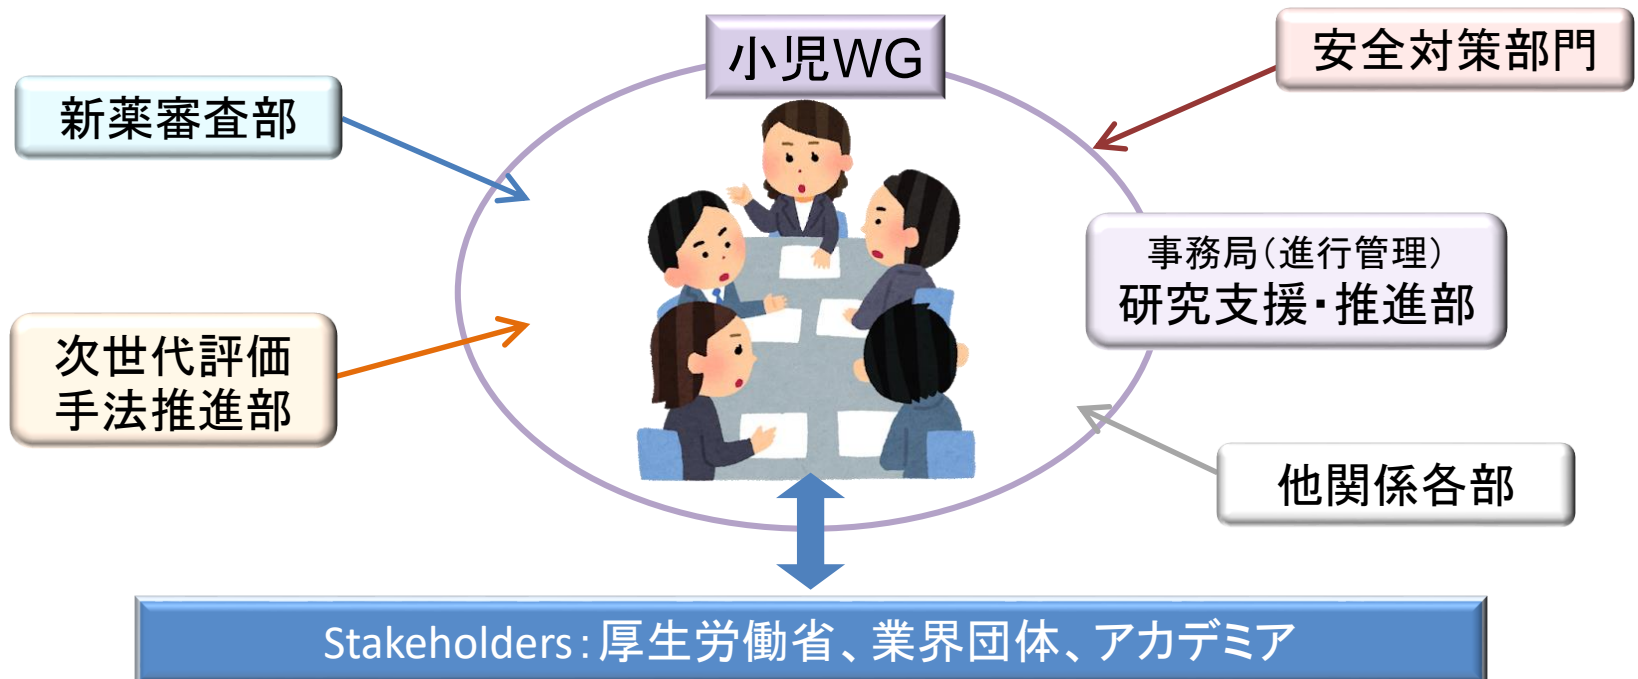 小児WG
安全対策部門
新薬審査部
事務局（進行管理）
研究支援・推進部
次世代評価
手法推進部
他関係各部
Stakeholders：厚生労働省、業界団体、アカデミア